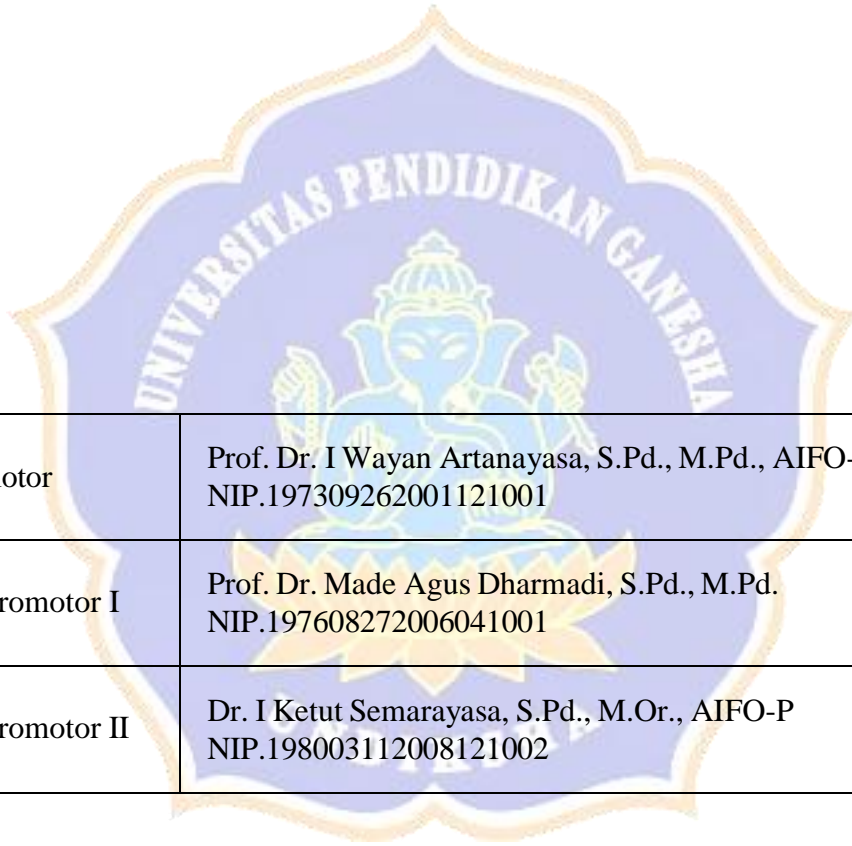 UNIVERSITAS PENDIDIKAN GANESHA
otor
Prof. Dr. I Wayan Artanayasa, S.Pd., M.Pd., AIFO-
NIP.197309262001121001
romotor I
Prof. Dr. Made Agus Dharmadi, S.Pd., M.Pd.
NIP.197608272006041001
romotor II
Dr. I Ketut Semarayasa, S.Pd., M.Or., AIFO-P
NIP.198003112008121002
UNDIKSHA